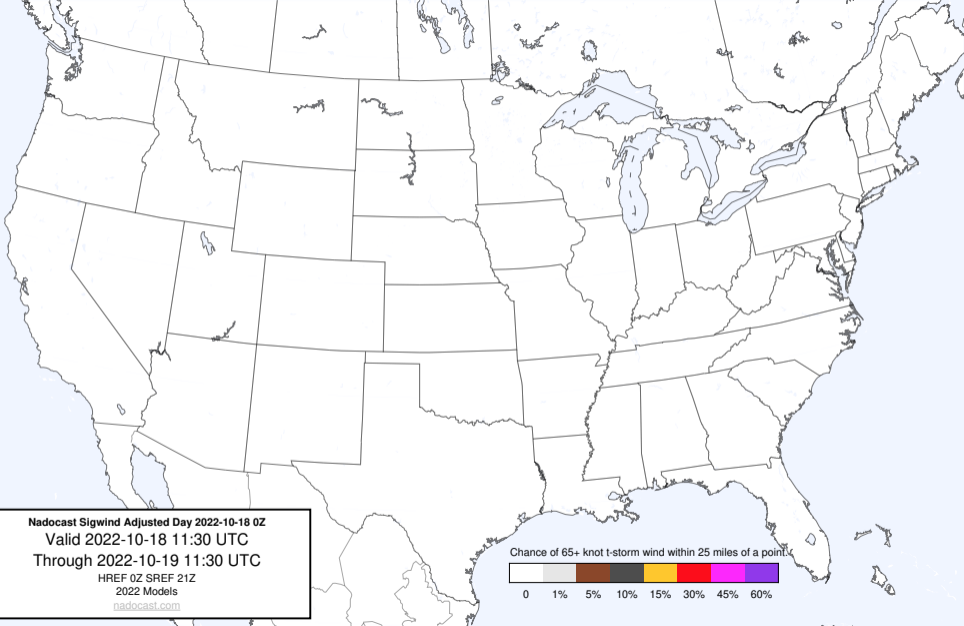 Nadocast Sigwind Adjusted Day 2022-10-18 0Z
Valid 2022-10-18 11:30 UTC
Through 2022-10-19 11:30 UTC
HREF 0Z SREF 21Z
2022 Models
nadocast.com
Chance of 65+ knot t-storm wind within 25 miles of a point.
0 1% 5% 10% 15% 30% 45% 60%